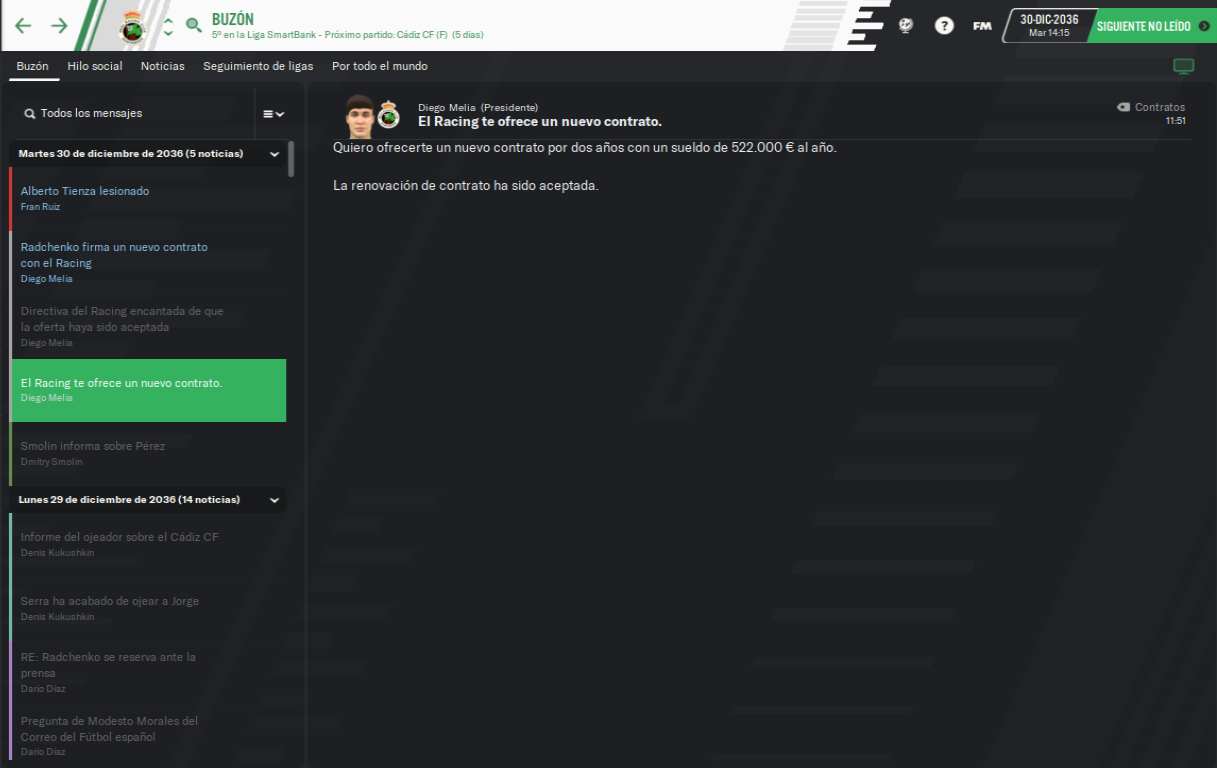 BUZÓN
5º en la Liga SmartBank - Próximo partido: Cádiz CF (F) (5 días)
?
FM
30-DIC-2036
Mar 14:15
SIGUIENTE NO LEÍDO
Buzón
Hilo social
Noticias
Seguimiento de ligas
Por todo el mundo
Todos los mensajes
Martes 30 de diciembre de 2036 (5 noticias)
Alberto Tienza lesionado
Fran Ruiz
Radchenko firma un nuevo contrato
con el Racing
Diego Melia
Directiva del Racing encantada de que
la oferta haya sido aceptada
Diego Melia
El Racing te ofrece un nuevo contrato.
Diego Melia
Smolin informa sobre Pérez
Dmitry Smolin
Lunes 29 de diciembre de 2036 (14 noticias)
Informe del ojeador sobre el Cádiz CF
Denis Kukushkin
Serra ha acabado de ojear a Jorge
Denis Kukushkin
RE: Radchenko se reserva ante la
prensa
Darío Díaz
Pregunta de Modesto Morales del
Correo del Fútbol español
Darío Díaz
Diego Melia (Presidente)
El Racing te ofrece un nuevo contrato.
Contratos
11:51
Quiero ofrecerte un nuevo contrato por dos años con un sueldo de 522.000 € al año.
La renovación de contrato ha sido aceptada.